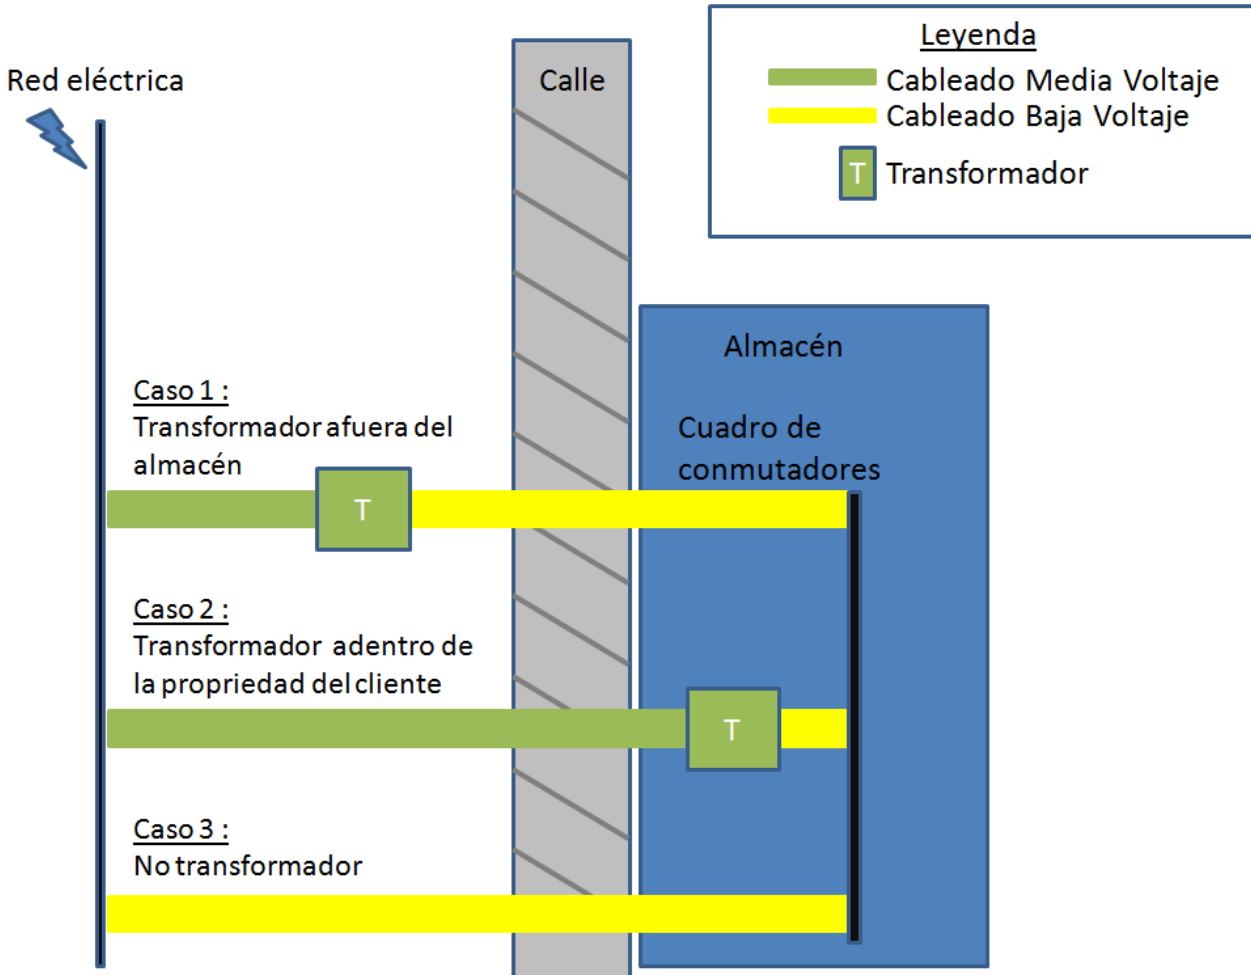 Leyenda
Cableado Media Voltaje
Cableado Baja Voltaje
T Transformador
Red eléctrica
Calle
Almacén
Cuadro de
conmutadores
Caso 1 :
Transformador afuera del
almacén
T
Caso 2 :
Transformador adentro de
la propriedad del cliente
T
Caso 3 :
No transformador